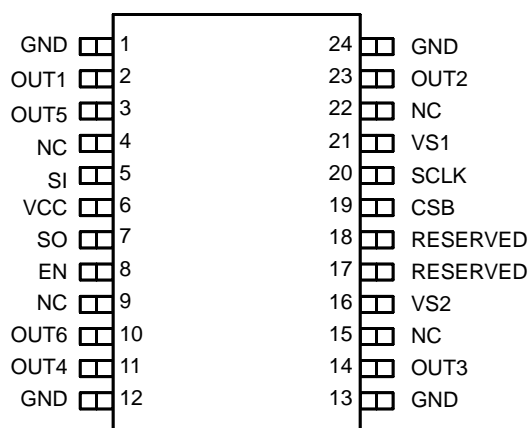 GND 1 24 GND
OUT1 2 23 OUT2
OUT5 3 22 NC
NC 4 21 VS1
SI 5 20 SCLK
VCC 6 19 CSB
SO 7 18 RESERVED
EN 8 17 RESERVED
NC 9 16 VS2
OUT6 10 15 NC
OUT4 11 14 OUT3
GND 12 13 GND